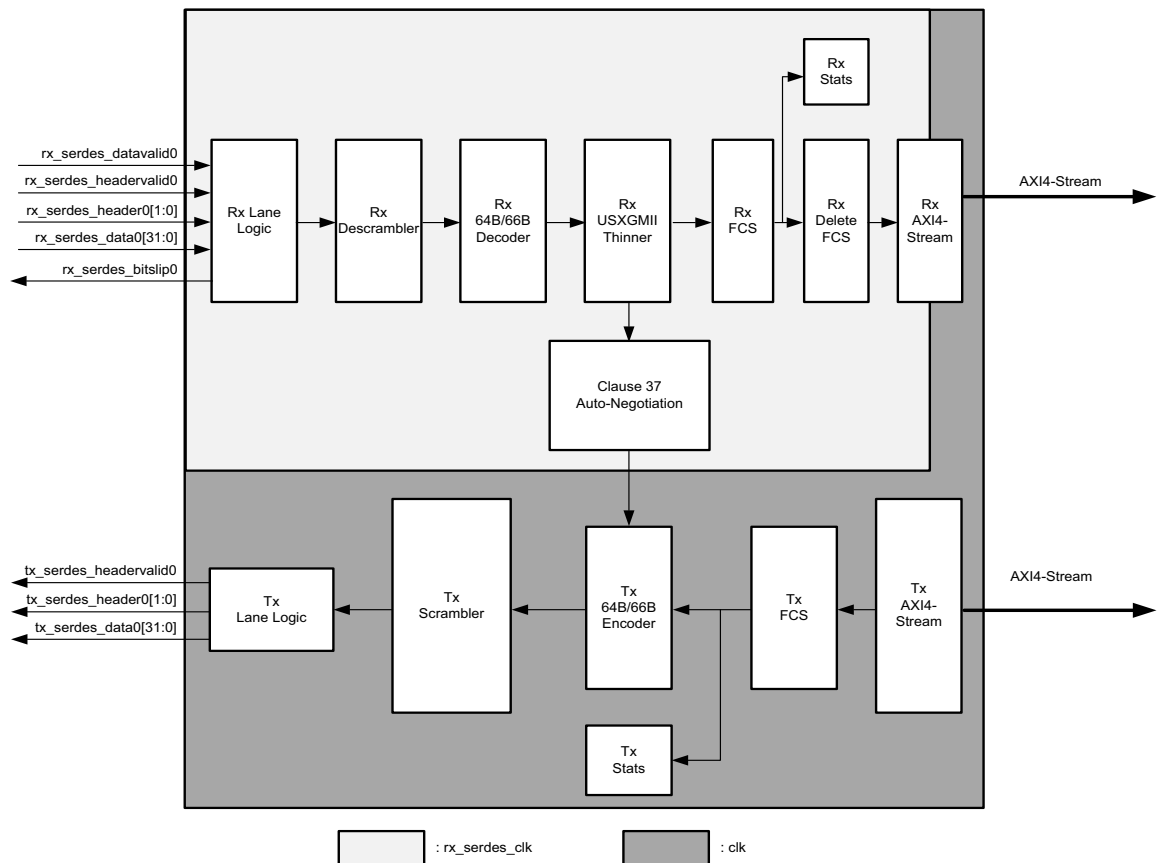 Rx
Stats
rx_serdes_datavalid0
rx_serdes_headervalid0
rx_serdes_header0[1:0]
rx_serdes_data0[31:0]
rx_serdes_bitslip0
Rx Lane
Logic
Rx
Descrambler
Rx
64B/66B
Decoder
Rx
USXGMII
Thinner
Rx
FCS
Rx
Delete
FCS
Rx
AXI4-
Stream
AXI4-Stream
Clause 37
Auto-Negotiation
tx_serdes_headervalid0
tx_serdes_header0[1:0]
tx_serdes_data0[31:0]
Tx
Lane Logic
Tx
Scrambler
Tx
64B/66B
Encoder
Tx
FCS
Tx
AXI4-
Stream
AXI4-Stream
Tx
Stats
: rx_serdes_clk
: clk